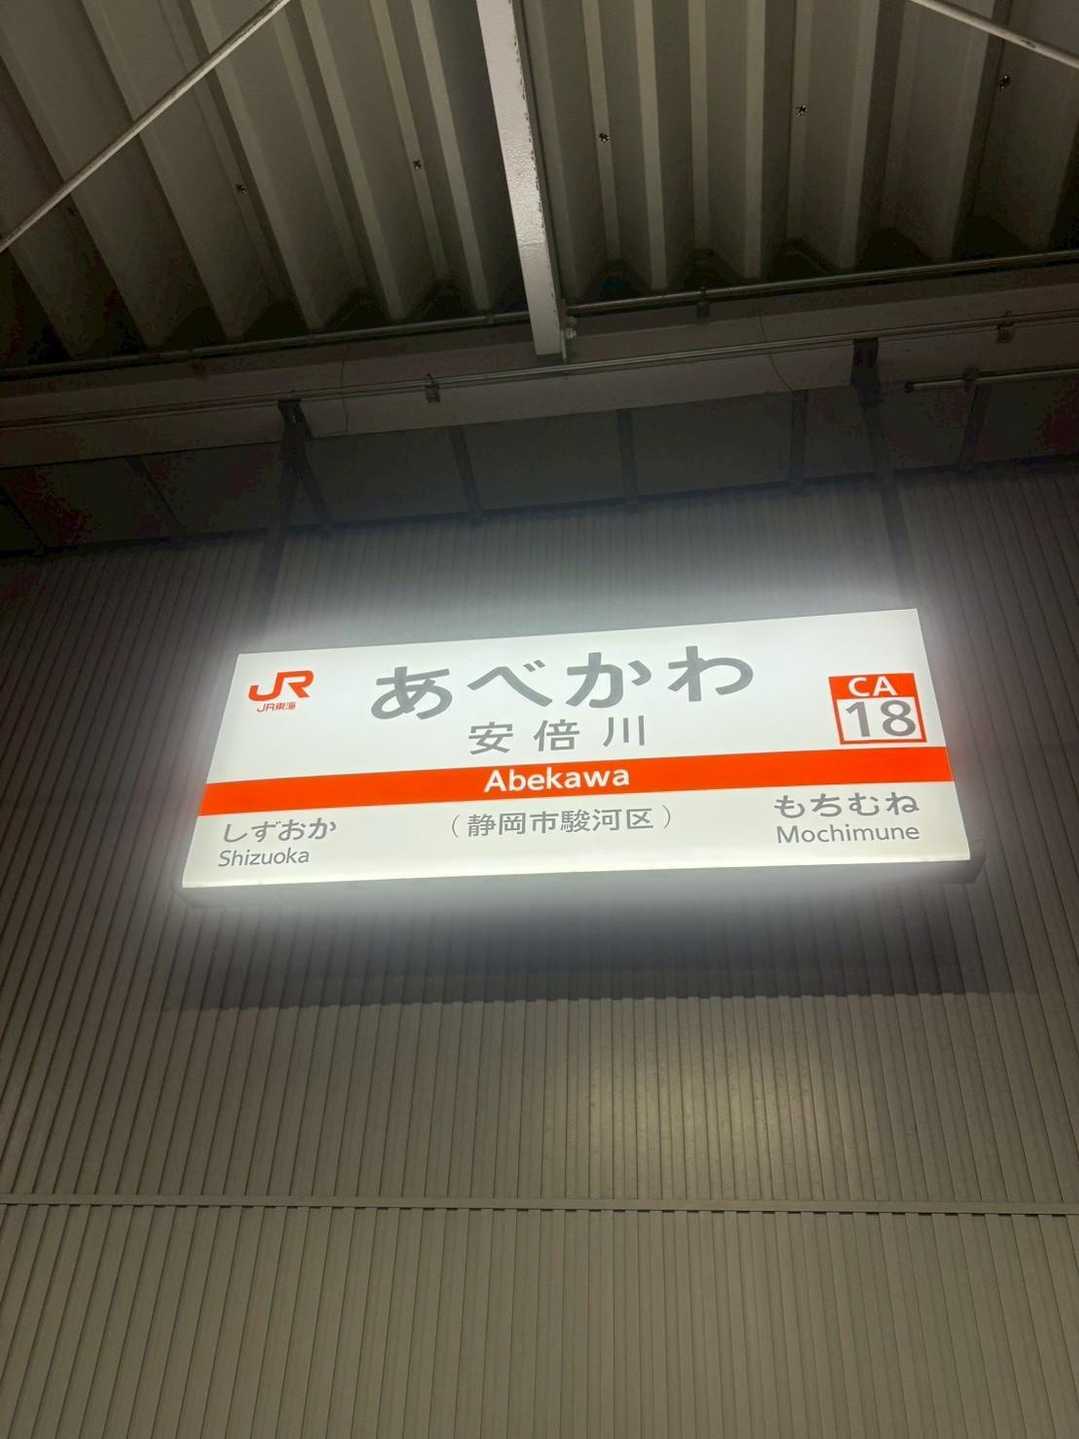 JR
JR東海
あべかわ
安倍川
CA
18
Abekawa
しずおか
Shizuoka
（静岡市駿河区）
もちむね
Mochimune